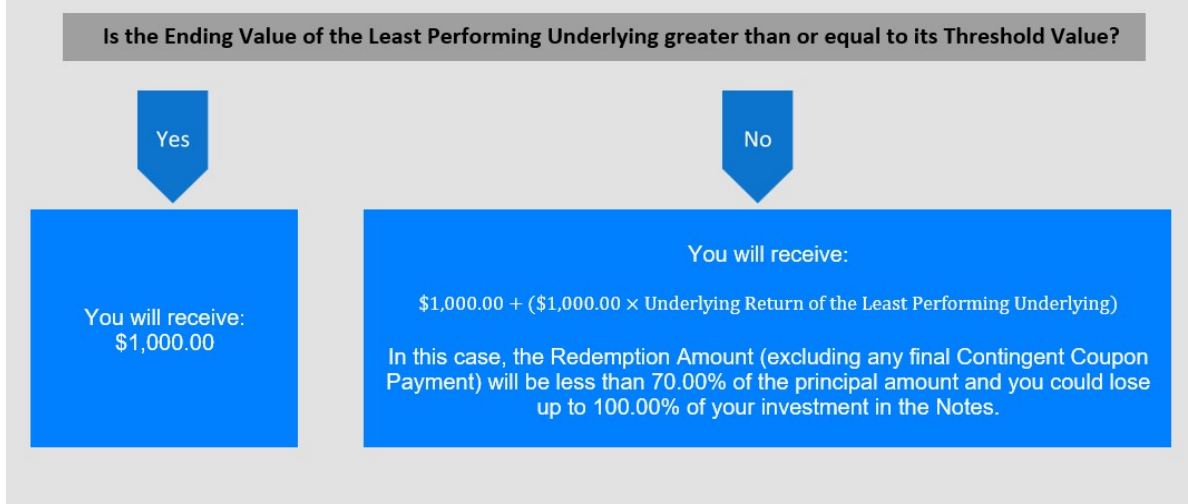 Is the Ending Value of the Least Performing Underlying greater than or equal to its Threshold Value?
Yes
No
You will receive:
$1,000.00
You will receive:
$1,000.00 + ($1,000.00 × Underlying Return of the Least Performing Underlying)
In this case, the Redemption Amount (excluding any final Contingent Coupon
Payment) will be less than 70.00% of the principal amount and you could lose
up to 100.00% of your investment in the Notes.